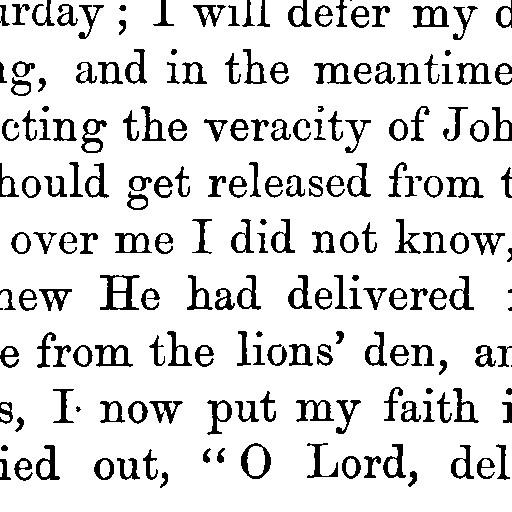 urday ; I will defer my d
ng, and in the meantime
cting the veracity of Joh
hould get released from t
over me I did not know,
new He had delivered
e from the lions' den, an
s, I now put my faith i
ied out, “ O Lord, del